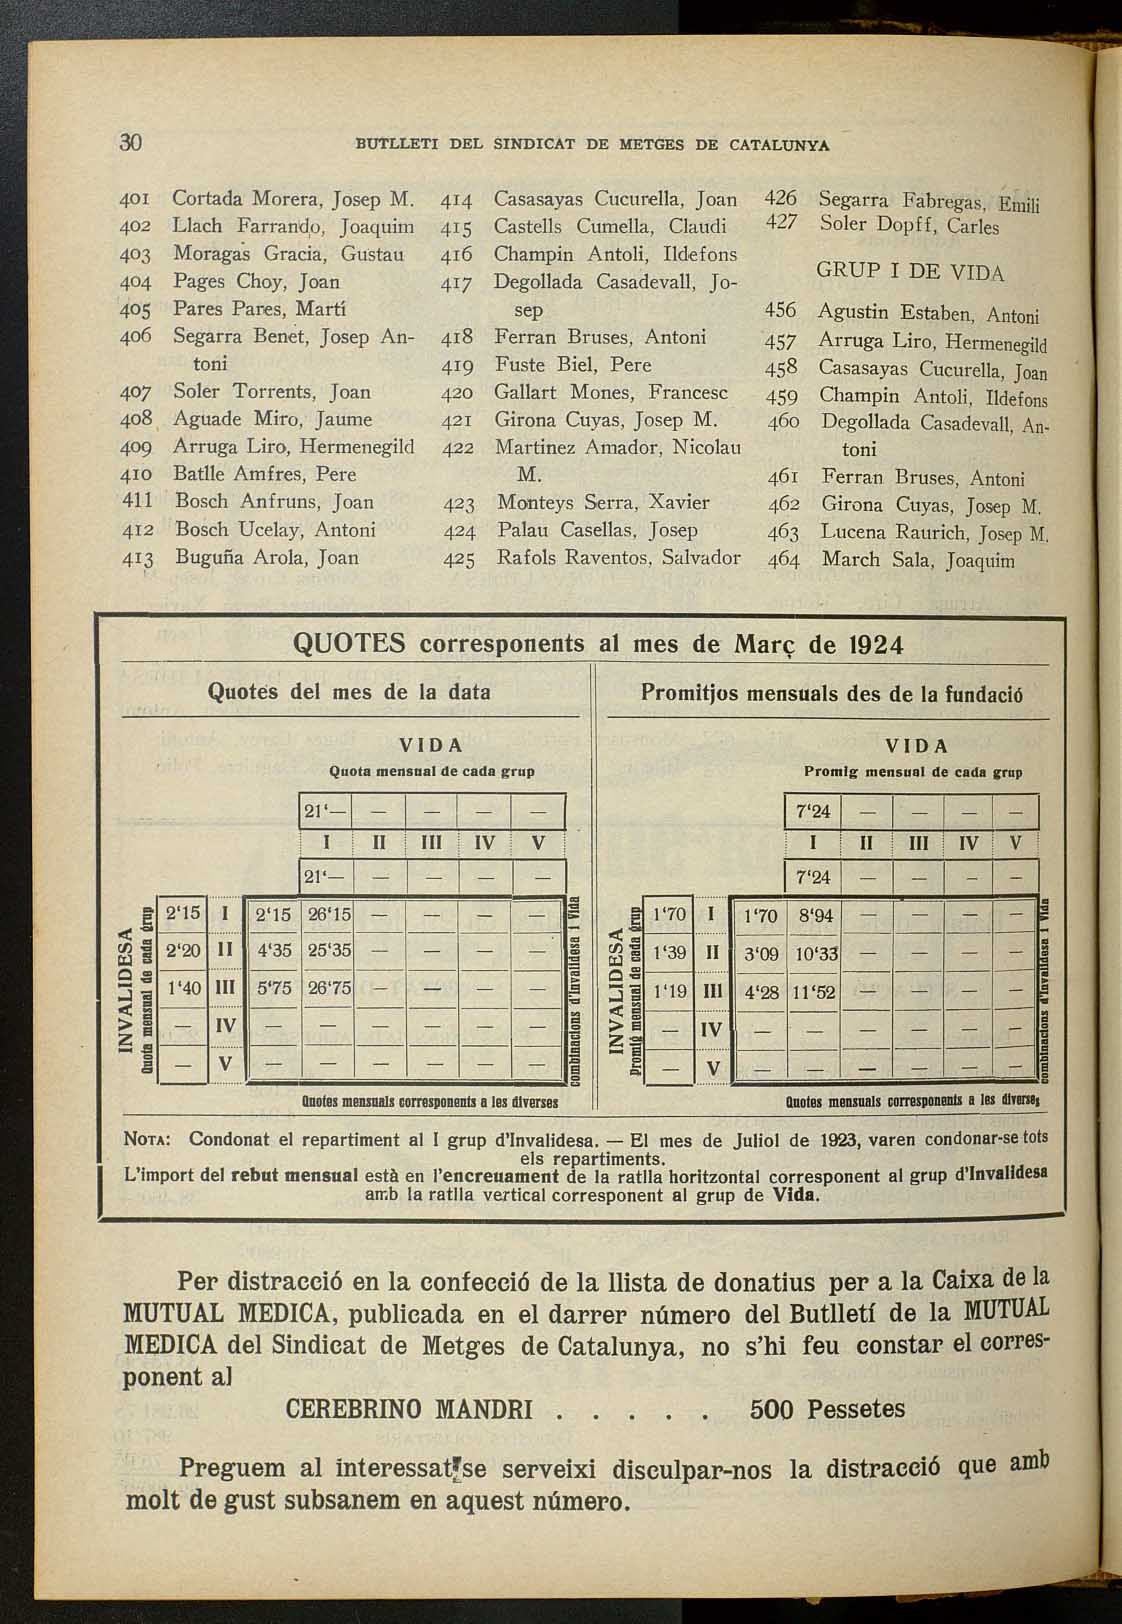 30
BUTLLETI DEL SINDICAT DE METGES DE CATALUNYA
401 Cortada Morera, Josep M.
402 Llach Farrando, Joaquim
403 Moragas Gracia, Gustau
404 Pages Choy, Joan
405 Pares Pares, Martí
406 Segarra Benet, Josep An-
toni
407 Soler Torrents, Joan
408 Aguade Miro, Jaume
409 Arruga Liro, Hermenegild
410 Batlle Amfres, Pere
411 Bosch Anfruns, Joan
412 Bosch Ucelay, Antoni
413 Buguña Arola, Joan
414 Casasayas Cucurella, Joan
415 Castells Cumella, Claudi
416 Champin Antoli, Ildefons
417 Degollada Casadevall, Jo-
sep
418 Ferran Bruses, Antoni
419 Fuste Biel, Pere
420 Gallart Mones, Francesc
421 Girona Cuyas, Josep M.
422 Martinez Amador, Nicolau
M.
423 Monteys Serra, Xavier
424 Palau Casellas, Josep
425 Rafols Raventos, Salvador
426 Segarra Fabregas, Emili
427 Soler Dopff, Carles
GRUP I DE VIDA
456 Agustin Estaben, Antoni
457 Arruga Liro, Hermenegild
458 Casasayas Cucurella, Joan
459 Champin Antoli, Ildefons
460 Degollada Casadevall, An-
toni
461 Ferran Bruses, Antoni
462 Girona Cuyas, Josep M.
463 Lucena Raurich, Josep M.
464 March Sala, Joaquim
QUOTES corresponents al mes de Març de 1924
Quotes del mes de la data
VIDA
Quota mensual de cada grup
21‘— — — — —
I II III IV V
21‘— — — — —
INVALIDESA
Quota mensual de cada grup
2‘15 I 2‘15 26‘15 — — — —
2‘20 II 4‘35 25‘35 — — — —
1‘40 III 5‘75 26‘75 — — — —
— IV — — — — — —
— V — — — — — —
combinacions d'Invalidesa i Vida
Quotes mensuals corresponents a les diverses
Promitjos mensuals des de la fundació
VIDA
Promig mensual de cada grup
7‘24 — — — —
I II III IV V
7‘24 — — — —
INVALIDESA
Promig mensual de cada grup
1‘70 I 1‘70 8‘94 — — — —
1‘39 II 3‘09 10‘33 — — — —
1‘19 III 4‘28 11‘52 — — — —
— IV — — — — — —
— V — — — — — —
combinacions d'Invalidesa i Vida
Quotes mensuals corresponents a les diverses
NOTA: Condonat el repartiment al I grup d'Invalidesa. — El mes de Juliol de 1923, varen condonar-se tots
els repartiments.
L'import del rebut mensual està en l'encreuament de la ratlla horitzontal corresponent al grup d'Invalidesa
amb la ratlla vertical corresponent al grup de Vida.
Per distracció en la confecció de la llista de donatius per a la Caixa de la
MUTUAL MEDICA, publicada en el darrer número del Butlletí de la MUTUAL
MEDICA del Sindicat de Metges de Catalunya, no s'hi feu constar el corres-
ponent al
CEREBRINO MANDRI . . . . . 500 Pessetes
Preguem al interessat se serveixi disculpar-nos la distracció que amb
molt de gust subsanem en aquest número.